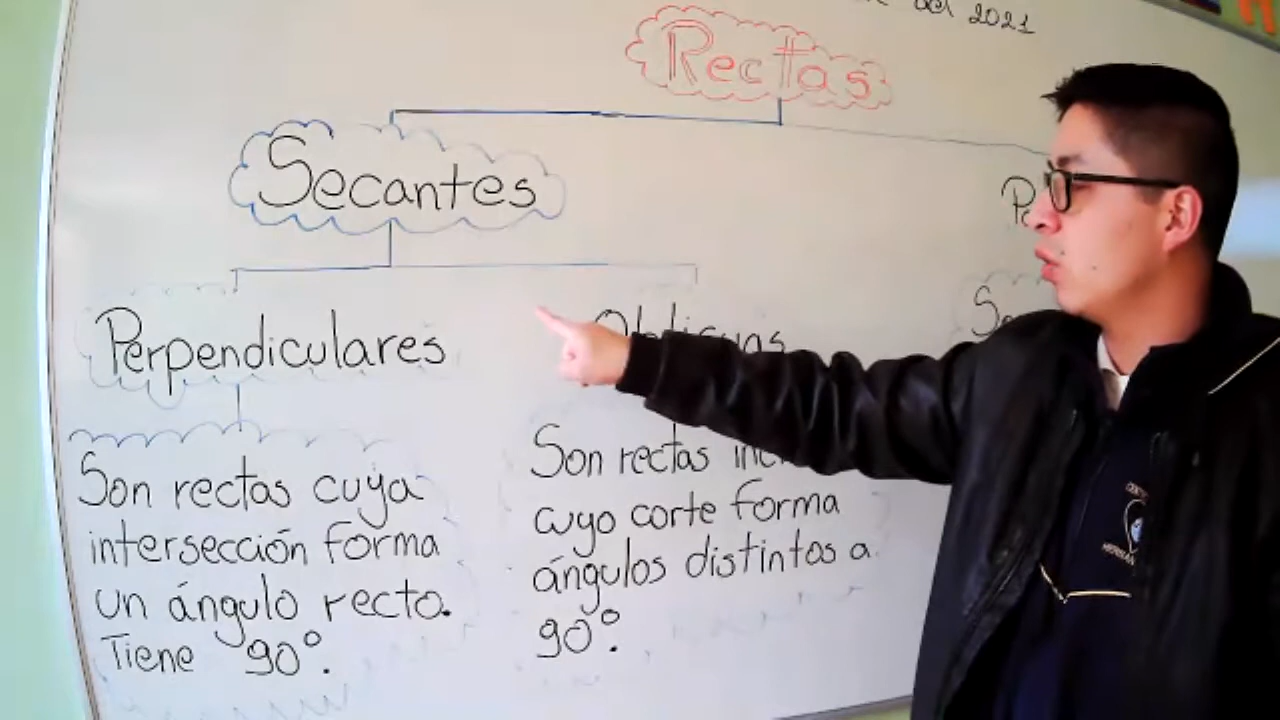 del 2021
Rectas
Secantes
Perpendiculares
Oblicuas
Son rectas cuya
intersección forma
un ángulo recto.
Tiene 90°.
Son rectas
cuyo corte forma
ángulos distintos a
90°.